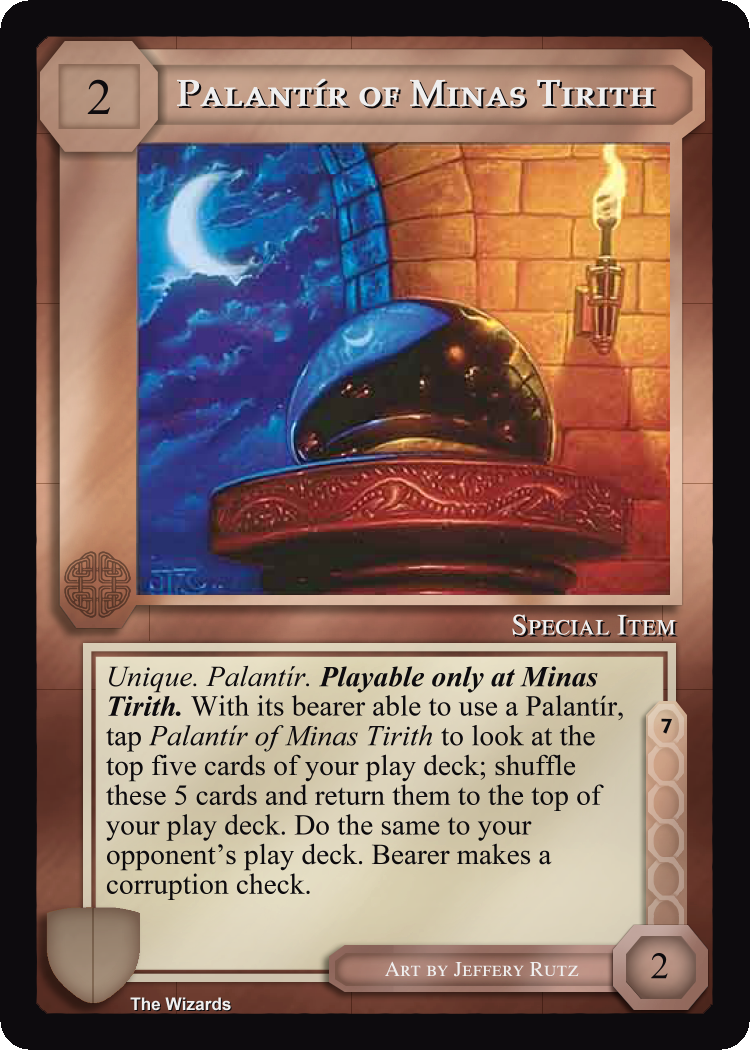 2
Palantír of Minas Tirith
JTC
Special Item
Unique. Palantír. Playable only at Minas
Tirith. With its bearer able to use a Palantír,
tap Palantír of Minas Tirith to look at the
top five cards of your play deck; shuffle
these 5 cards and return them to the top of
your play deck. Do the same to your
opponent's play deck. Bearer makes a
corruption check.
7
Art by Jeffery Rutz
2
The Wizards